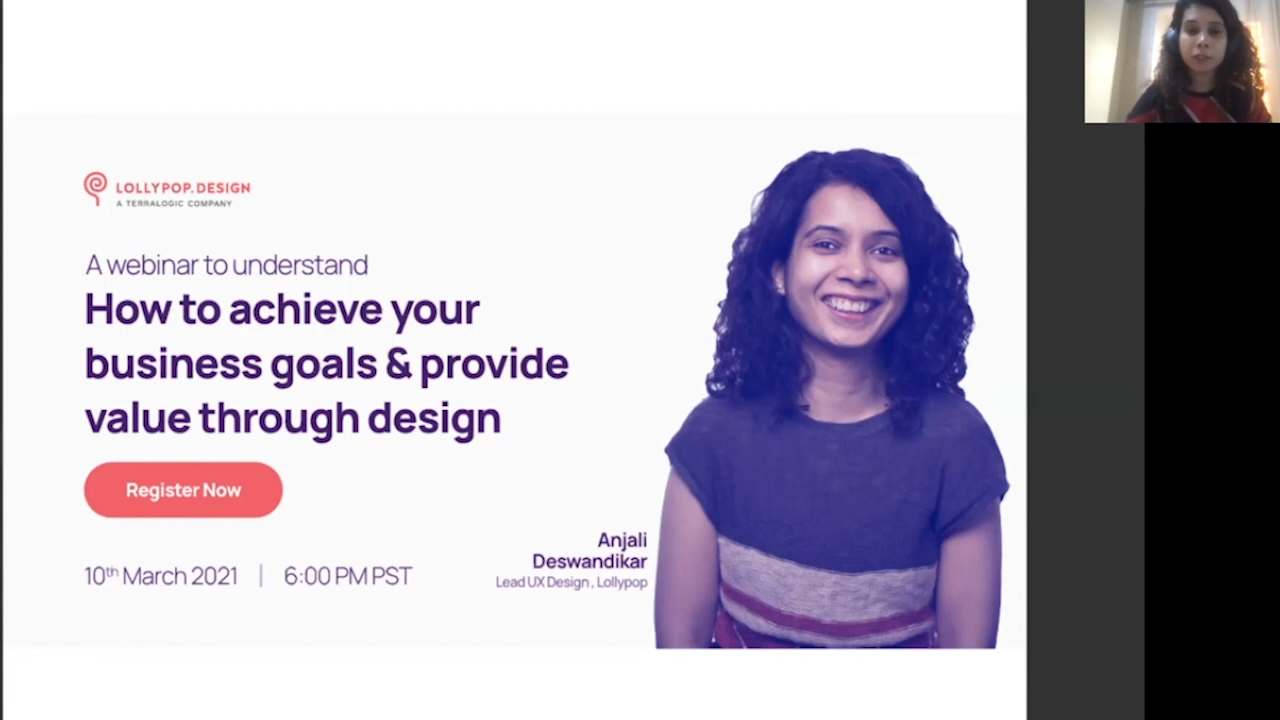 LOLLYPOP.DESIGN
A TERRALOGIC COMPANY
A webinar to understand
How to achieve your
business goals & provide
value through design
Register Now
10th March 2021 | 6:00 PM PST
Anjali
Deswandikar
Lead UX Design, Lollypop